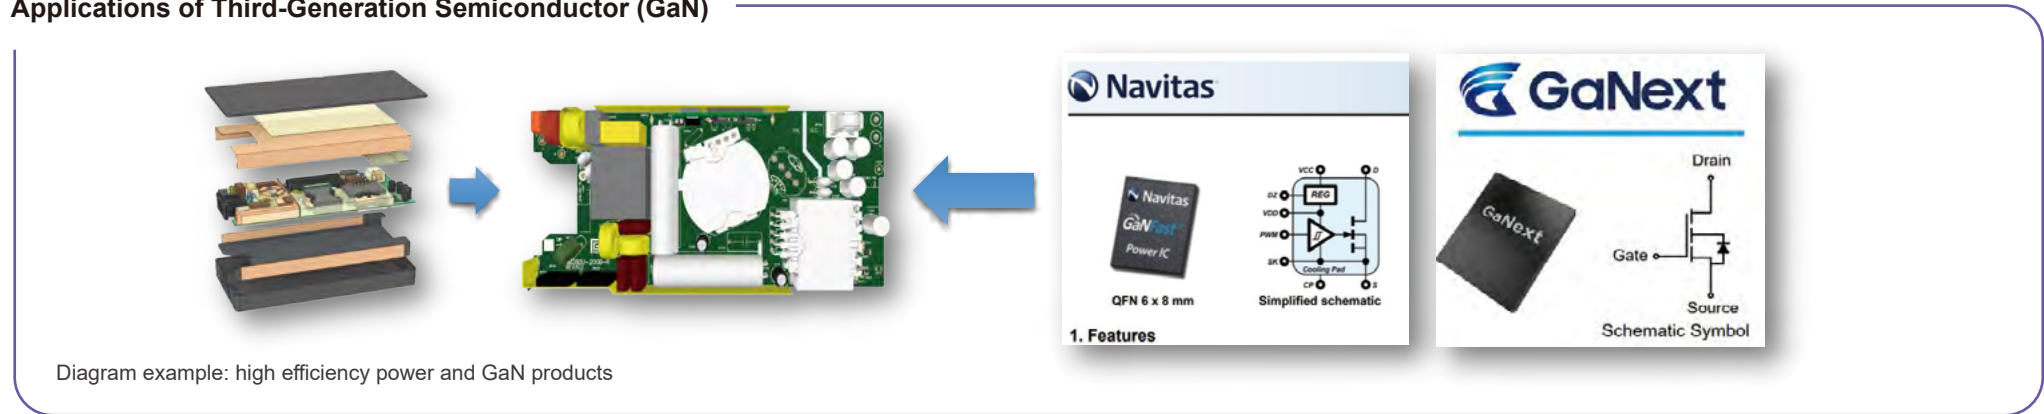 Applications of Third-Generation Semiconductor (GaN)
Navitas
Navitas
GaNFast
Power IC
QFN 6 x 8 mm
VCC
D
DZ
REG
VDD
PWM
SK
Cooling Pad
CP
S
Simplified schematic
1. Features
GaNext
GaNext
Drain
Gate
Source
Schematic Symbol
Diagram example: high efficiency power and GaN products